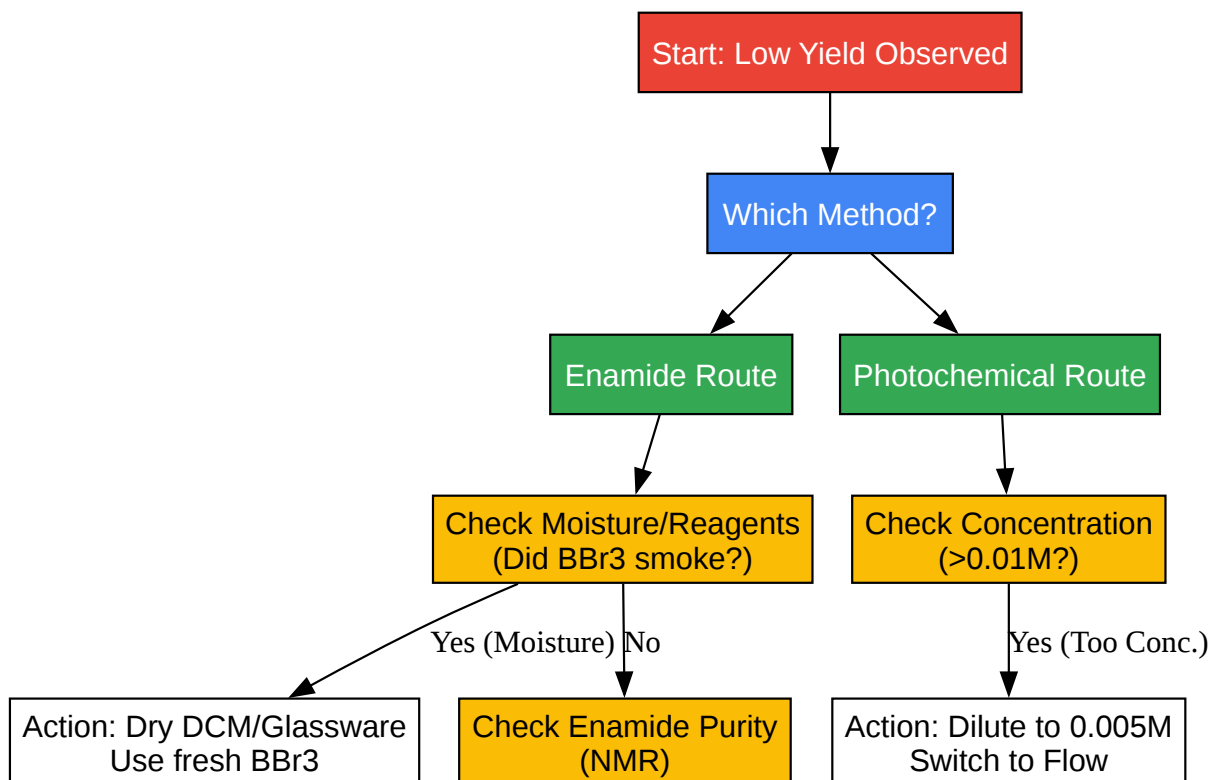 Start: Low Yield Observed
Which Method?
Enamide Route
Photochemical Route
Check Moisture/Reagents
(Did BBr3 smoke?)
Check Concentration
(>0.01M?)
Yes (Moisture)
No
Yes (Too Conc.)
Action: Dry DCM/Glassware
Use fresh BBr3
Check Enamide Purity
(NMR)
Action: Dilute to 0.005M
Switch to Flow